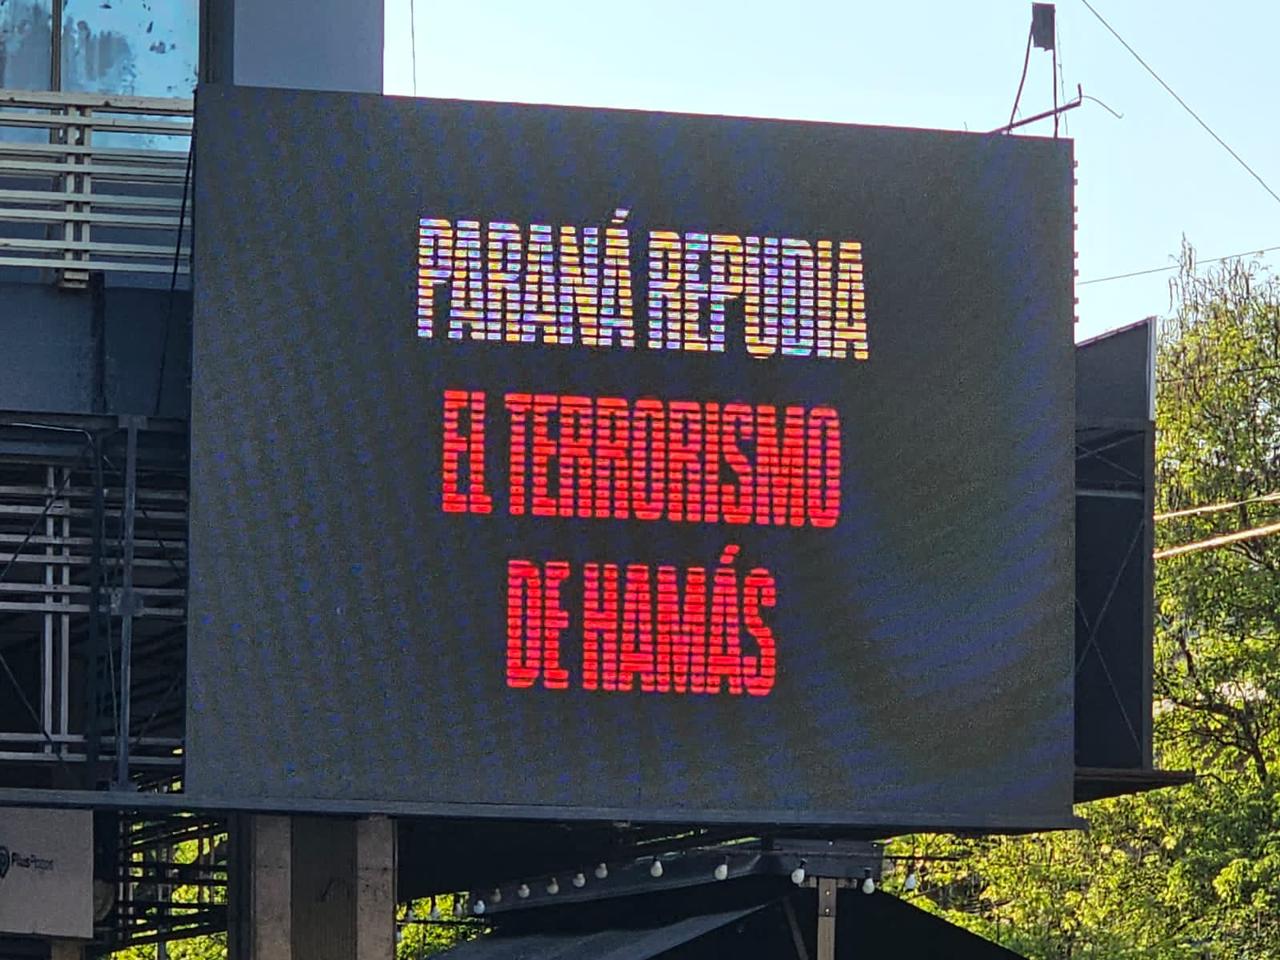 PARANÁ REPUDIA
EL TERRORISMO
DE HAMÁS